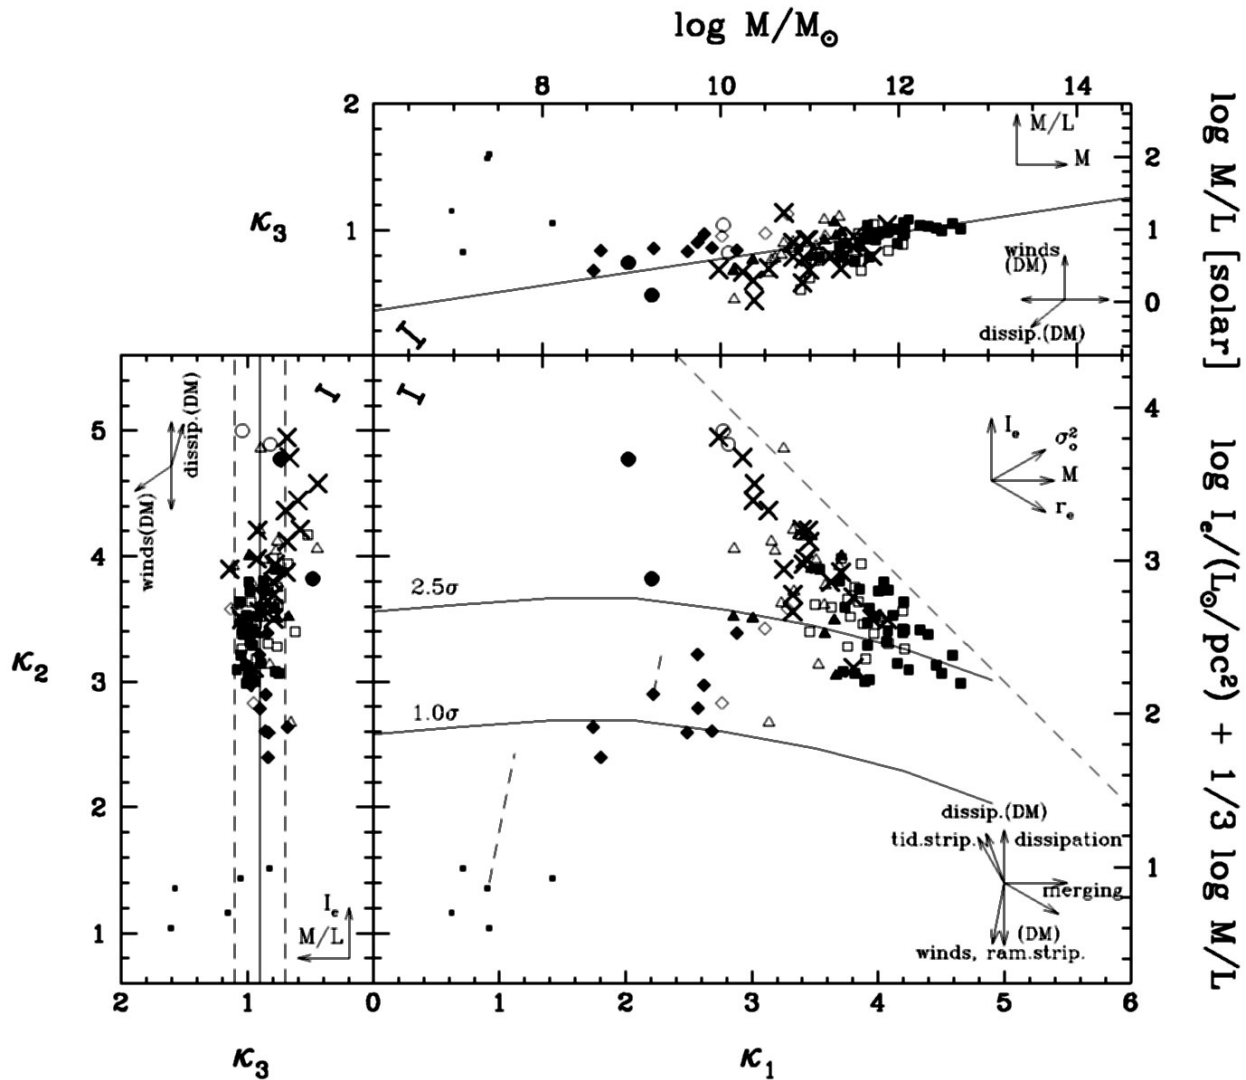 log M/M⊙
8 10 12 14
2
1
κ₃
M/L
M
winds
(DM)
dissip.(DM)
2
1
0
log M/L [solar]
5
4
3
2
1
κ₂
dissip.(DM)
winds(DM)
Iₑ
M/L
2 1 0
κ₃
2.5σ
1.0σ
Iₑ
σₒ²
M
rₑ
dissip.(DM)
tid.strip.
dissipation
merging
(DM)
winds, ram.strip.
4
3
2
1
log Iₑ/(L⊙/pc²) + 1/3 log M/L
1 2 3 4 5 6
κ₁